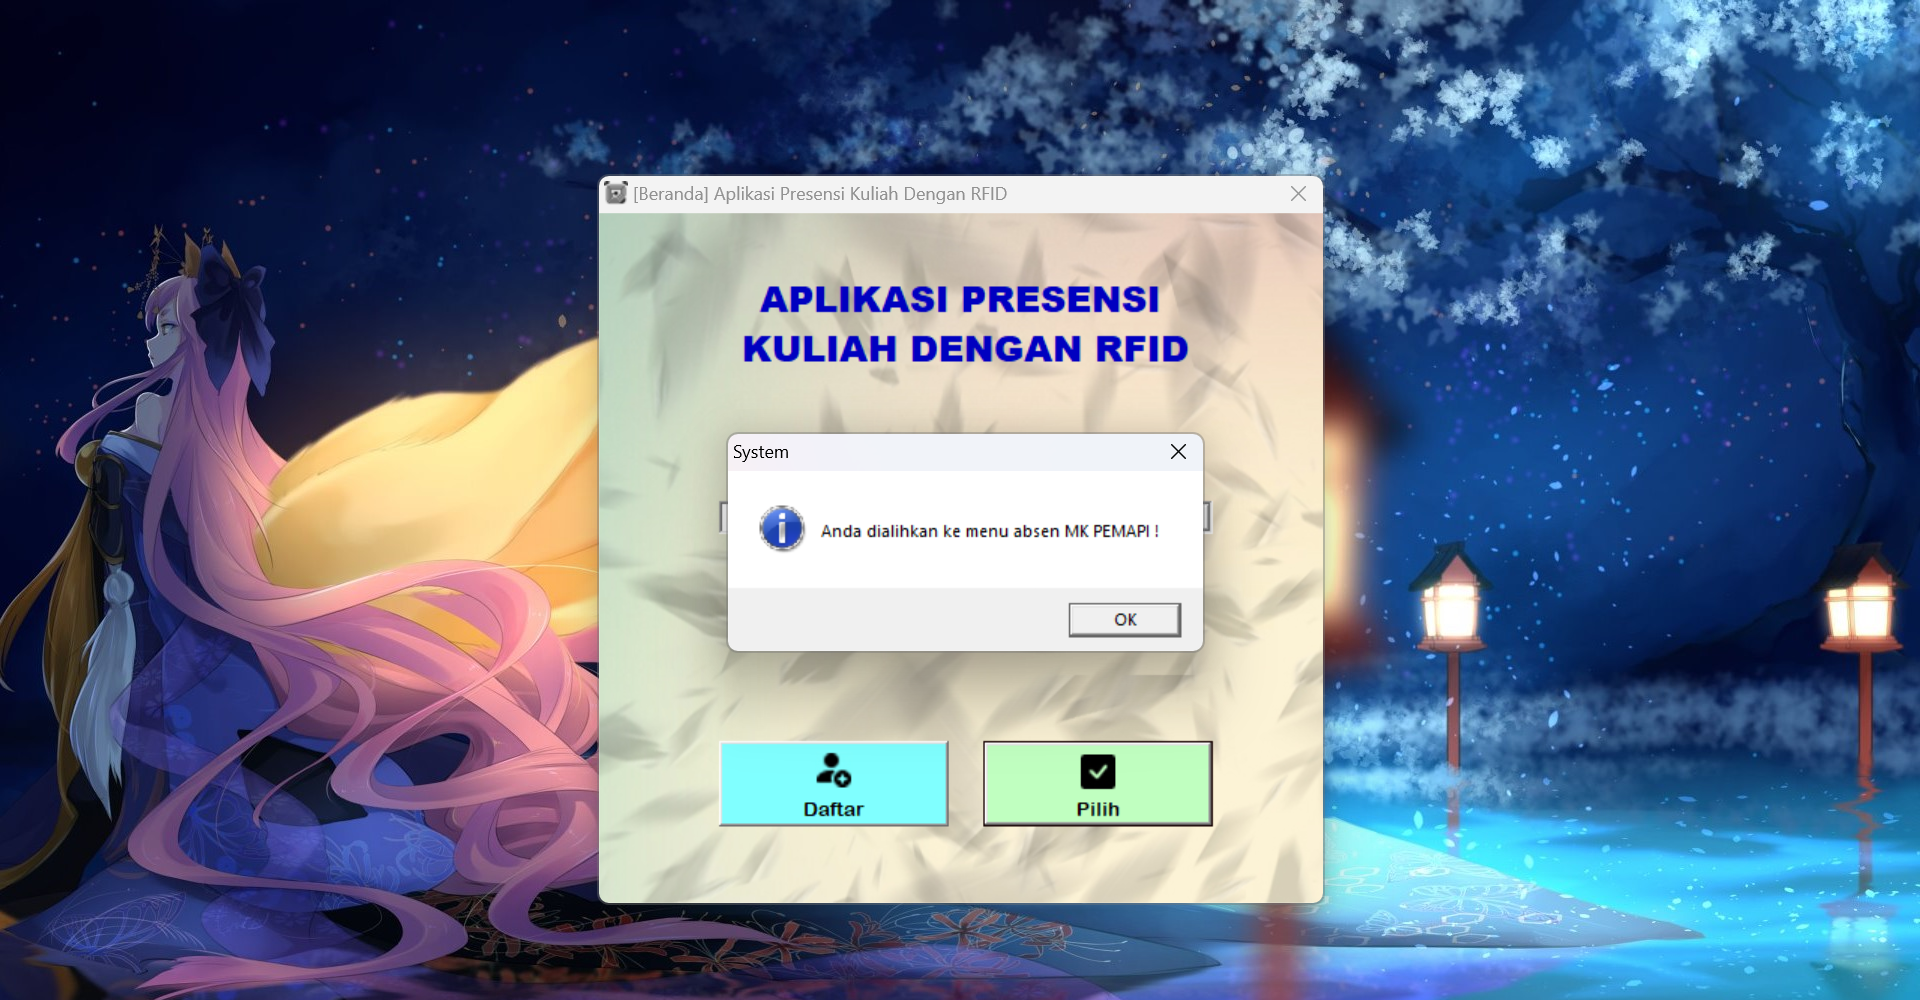 [Beranda] Aplikasi Presensi Kuliah Dengan RFID
APLIKASI PRESENSI
KULIAH DENGAN RFID
System
Anda dialihkan ke menu absen MK PEMAPI !
OK
Daftar
Pilih